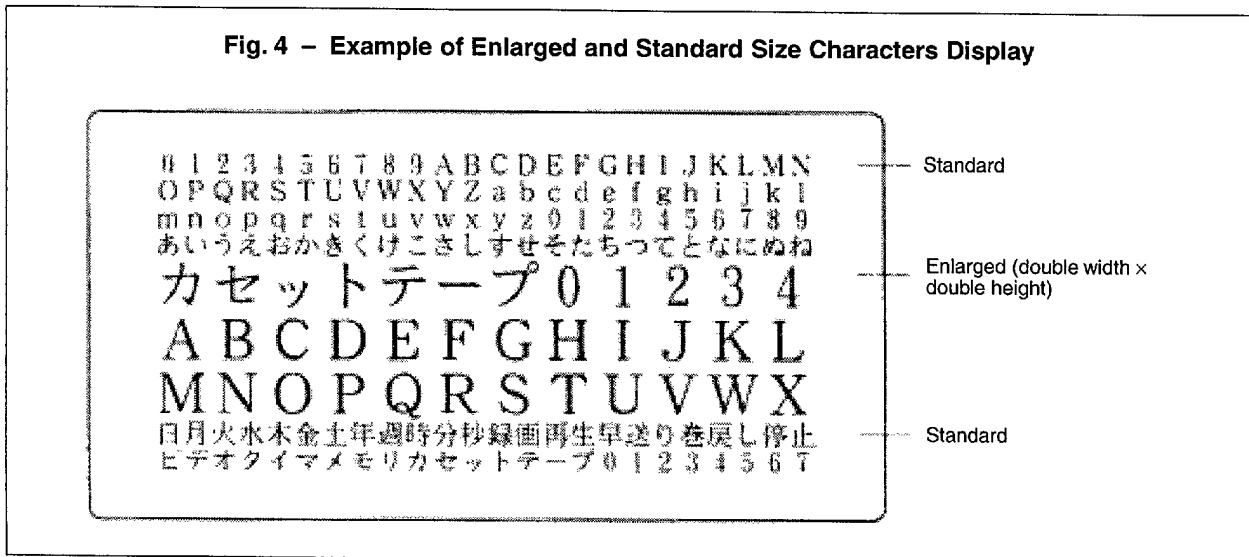 Fig. 4 – Example of Enlarged and Standard Size Characters Display
0 1 2 3 4 5 6 7 8 9 A B C D E F G H I J K L M N
Standard
O P Q R S T U V W X Y Z a b c d e f g h i j k l
m n o p q r s t u v w x y z 0 1 2 3 4 5 6 7 8 9
あいうえおかきくけこさしすせそたちつてとなにぬね
カセットテープ 0 1 2 3 4
Enlarged (double width ×
double height)
A B C D E F G H I J K L
M N O P Q R S T U V W X
日月火水木金土年週時分秒録画再生早送り巻戻し停止
Standard
ビデオタイマメモリカセットテープ 0 1 2 3 4 5 6 7